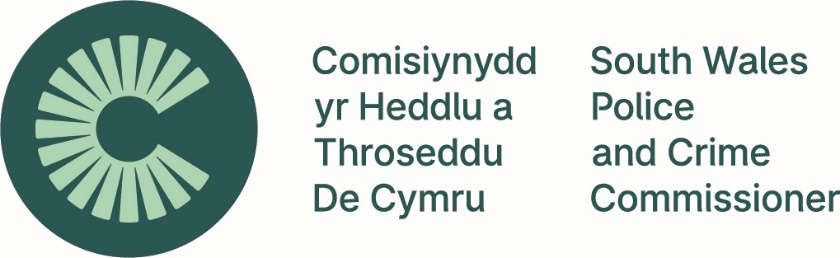 Comisiynydd
yr Heddlu a
Throseddu
De Cymru
South Wales
Police
and Crime
Commissioner